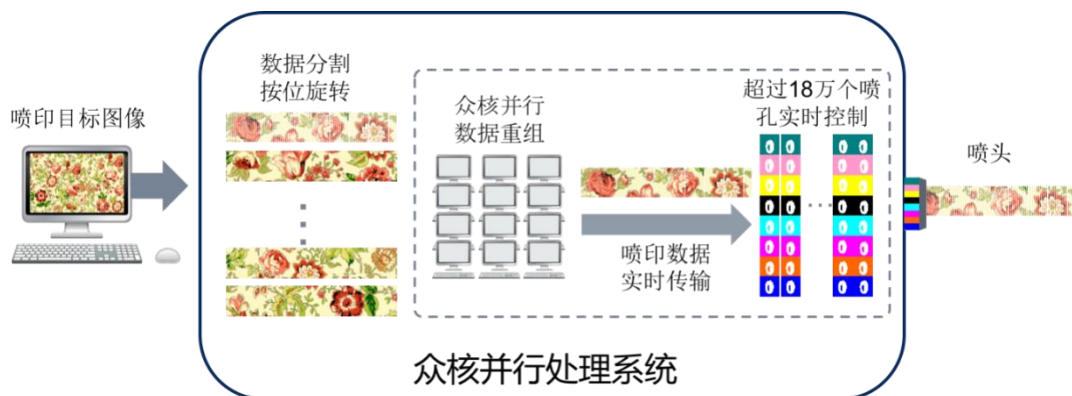 喷印目标图像
数据分割
按位旋转
众核并行
数据重组
喷印数据
实时传输
超过18万个喷
孔实时控制
喷头
众核并行处理系统